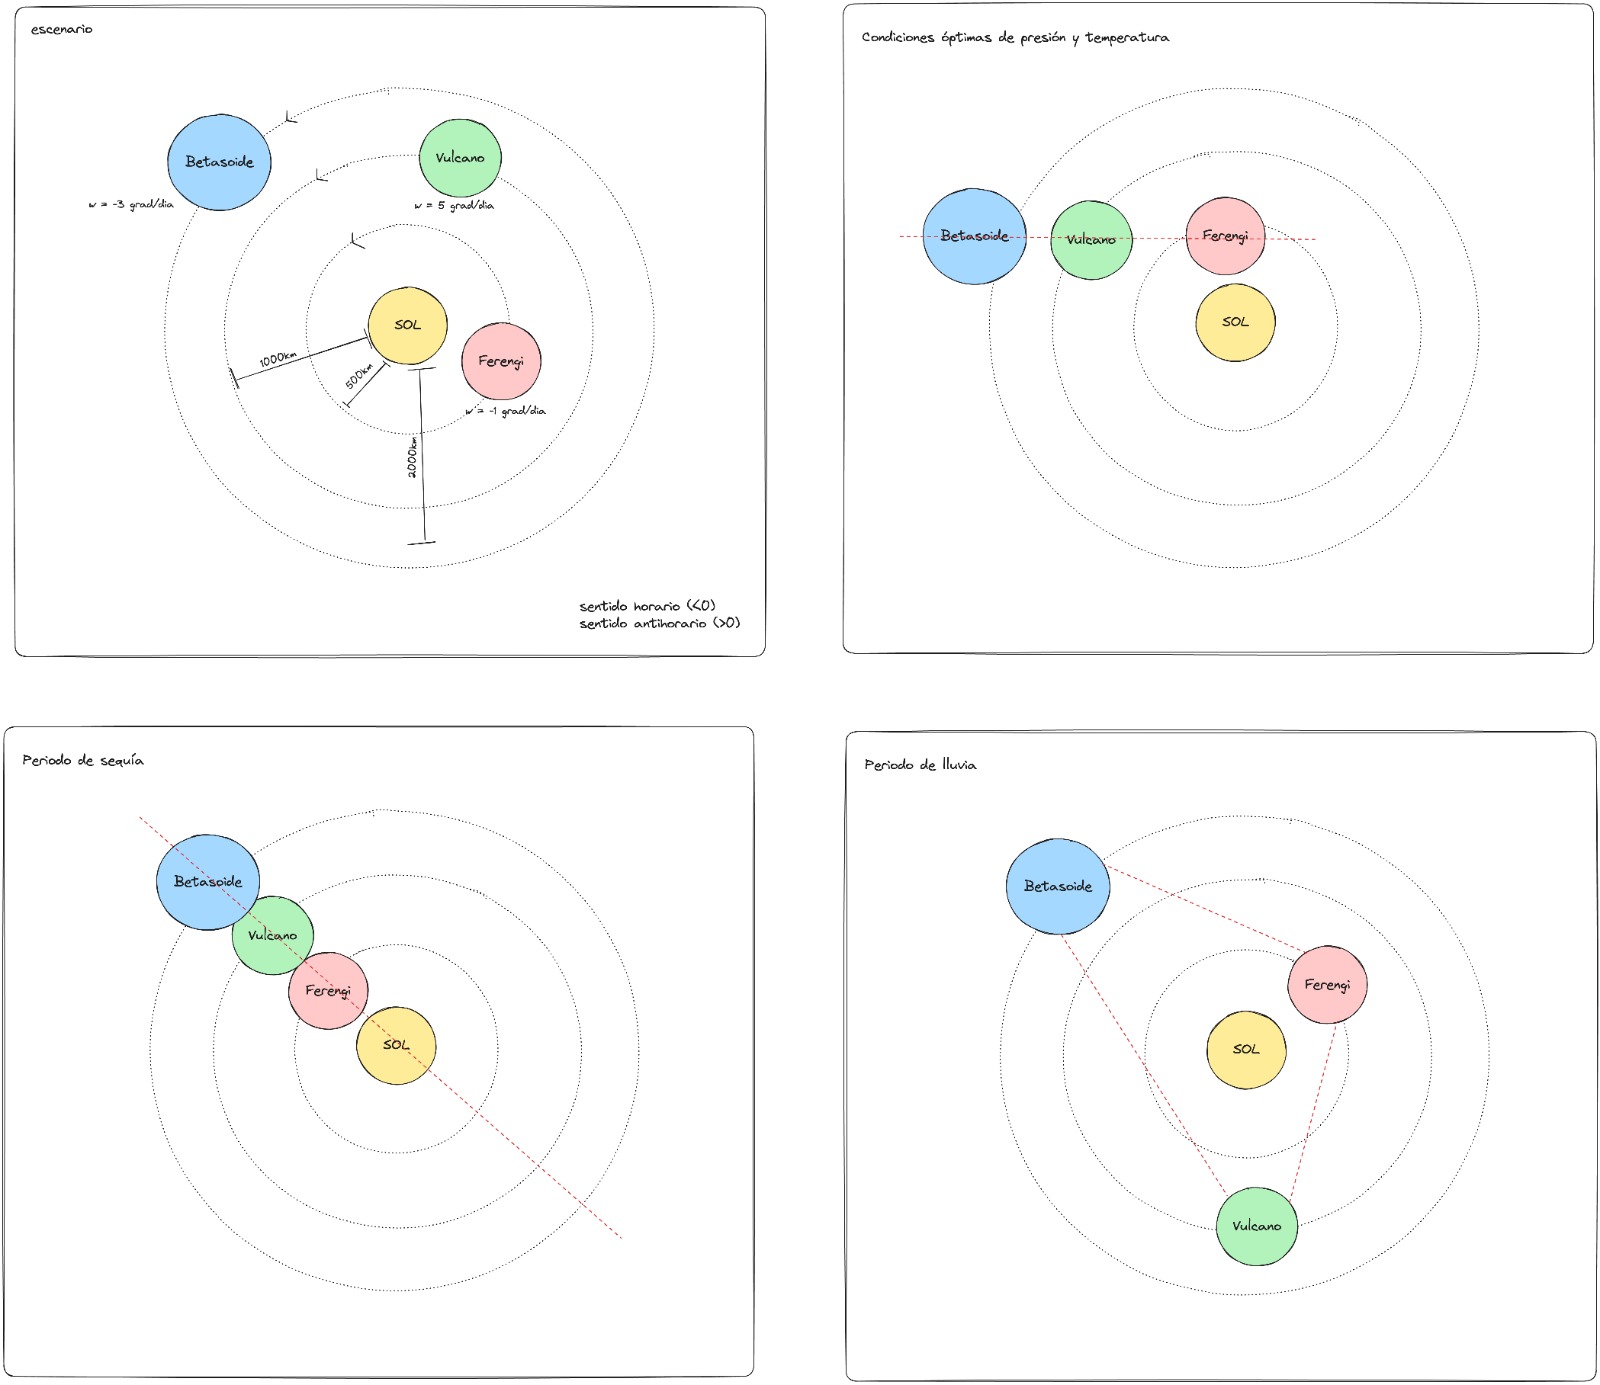 escenario
Betasoide
Vulcano
w = -3 grad/dia
w = 5 grad/dia
SOL
1000km
500km
Ferengi
w = -1 grad/dia
2000km
sentido horario (<0)
sentido antihorario (>0)
Condiciones óptimas de presión y temperatura
Betasoide
Vulcano
Ferengi
SOL
Periodo de sequía
Betasoide
Vulcano
Ferengi
SOL
Periodo de lluvia
Betasoide
Ferengi
SOL
Vulcano